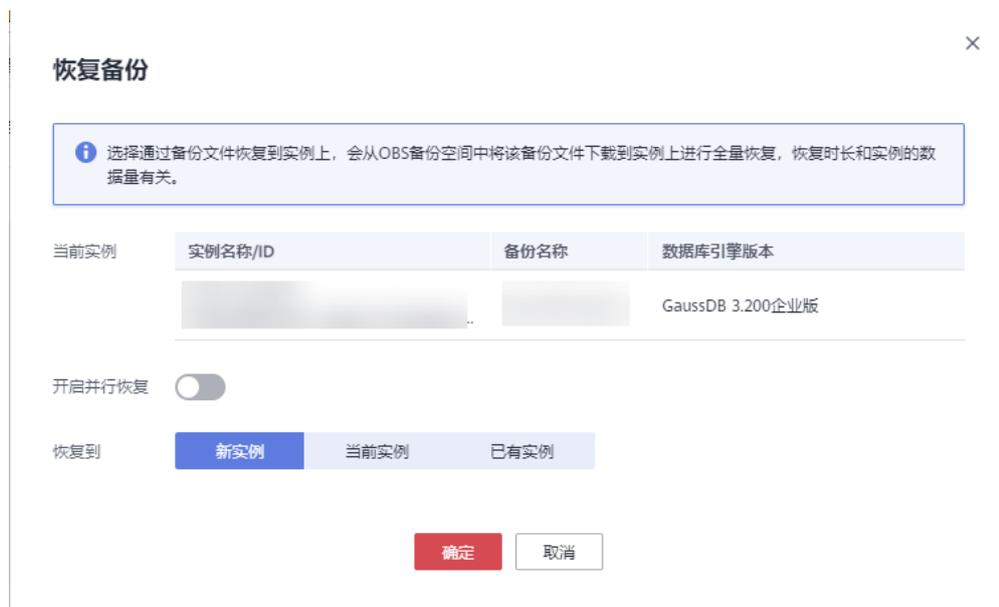 恢复备份
选择通过备份文件恢复到实例上，会从OBS备份空间中将该备份文件下载到实例上进行全量恢复，恢复时长和实例的数
据量有关。
当前实例 实例名称/ID 备份名称 数据库引擎版本
.. GaussDB 3.200企业版
开启并行恢复
恢复到 新实例 当前实例 已有实例
确定 取消